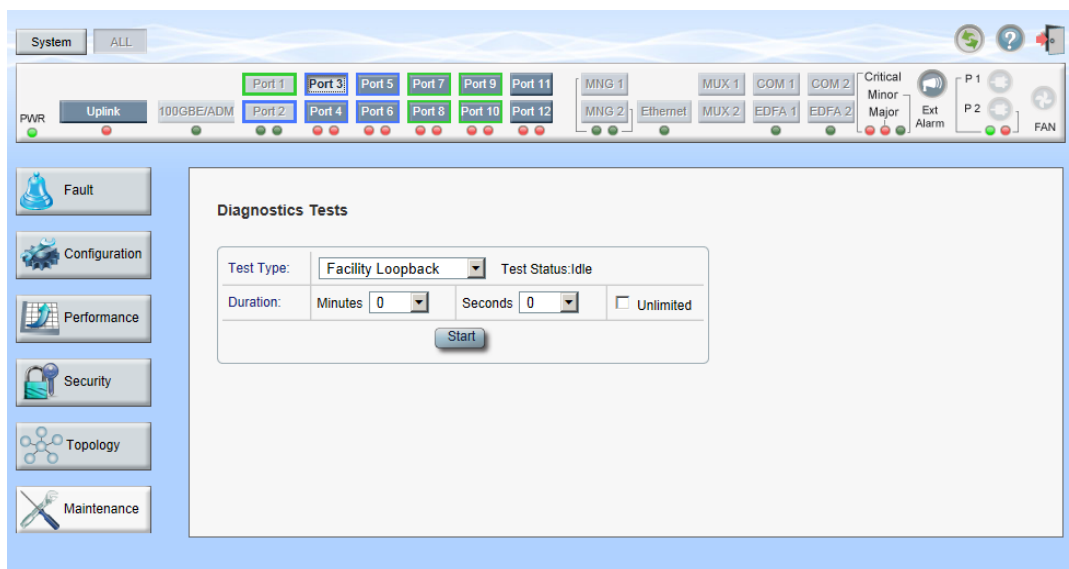 System ALL
Port 1 Port 3 Port 5 Port 7 Port 9 Port 11 MNG 1 MUX 1 COM 1 COM 2 Critical P 1
Minor
PWR Uplink 100GBE/ADM Port 2 Port 4 Port 6 Port 8 Port 10 Port 12 MNG 2 Ethernet MUX 2 EDFA 1 EDFA 2 Major Ext Alarm P 2 FAN
Fault
Configuration
Performance
Security
Topology
Maintenance
Diagnostics Tests
Test Type: Facility Loopback Test Status:Idle
Duration: Minutes 0 Seconds 0 Unlimited
Start